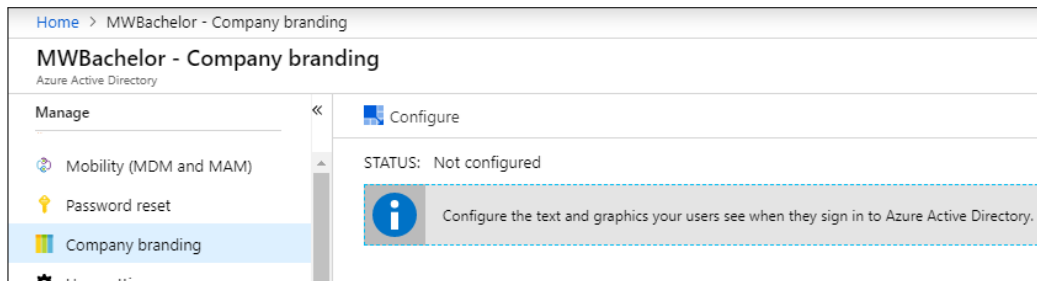 Home > MWBachelor - Company branding
MWBachelor - Company branding
Azure Active Directory
Manage
«
Configure
Mobility (MDM and MAM)
STATUS: Not configured
Password reset
Configure the text and graphics your users see when they sign in to Azure Active Directory.
Company branding